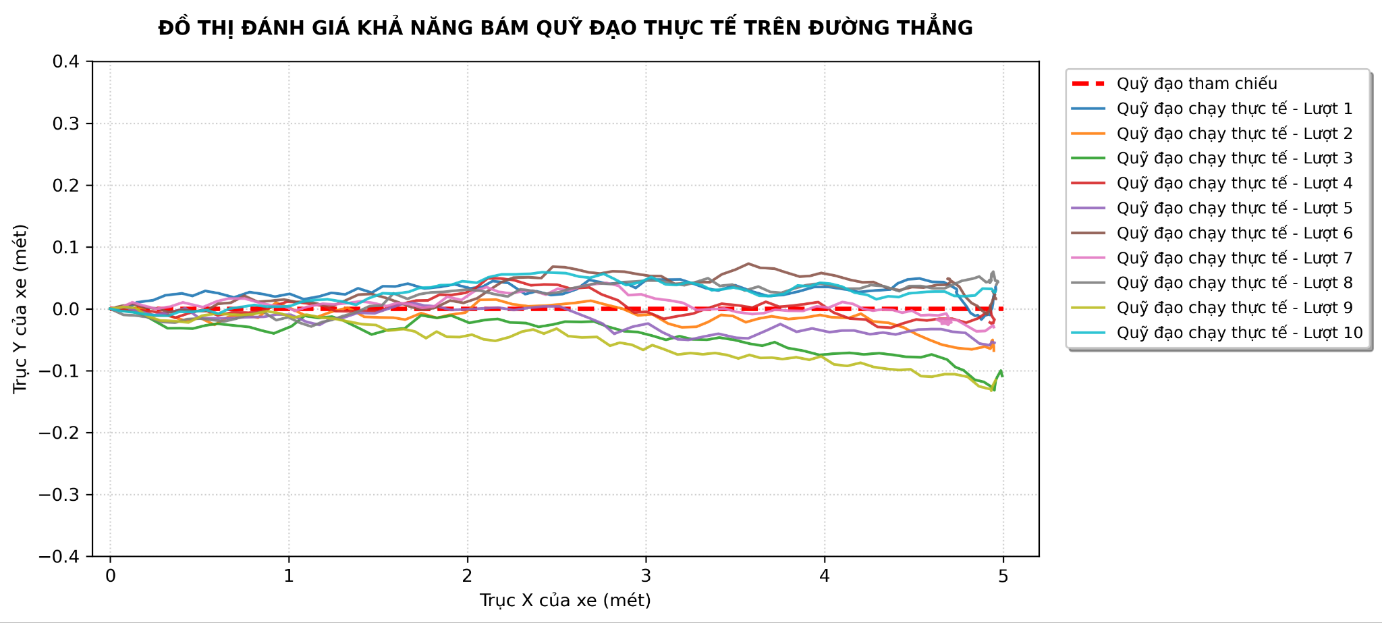 ĐỒ THỊ ĐÁNH GIÁ KHẢ NĂNG BÁM QUỸ ĐẠO THỰC TẾ TRÊN ĐƯỜNG THẲNG
Trục Y của xe (mét)
0.4
0.3
0.2
0.1
0.0
−0.1
−0.2
−0.3
−0.4
0 1 2 3 4 5
Trục X của xe (mét)
Quỹ đạo tham chiếu
Quỹ đạo chạy thực tế - Lượt 1
Quỹ đạo chạy thực tế - Lượt 2
Quỹ đạo chạy thực tế - Lượt 3
Quỹ đạo chạy thực tế - Lượt 4
Quỹ đạo chạy thực tế - Lượt 5
Quỹ đạo chạy thực tế - Lượt 6
Quỹ đạo chạy thực tế - Lượt 7
Quỹ đạo chạy thực tế - Lượt 8
Quỹ đạo chạy thực tế - Lượt 9
Quỹ đạo chạy thực tế - Lượt 10